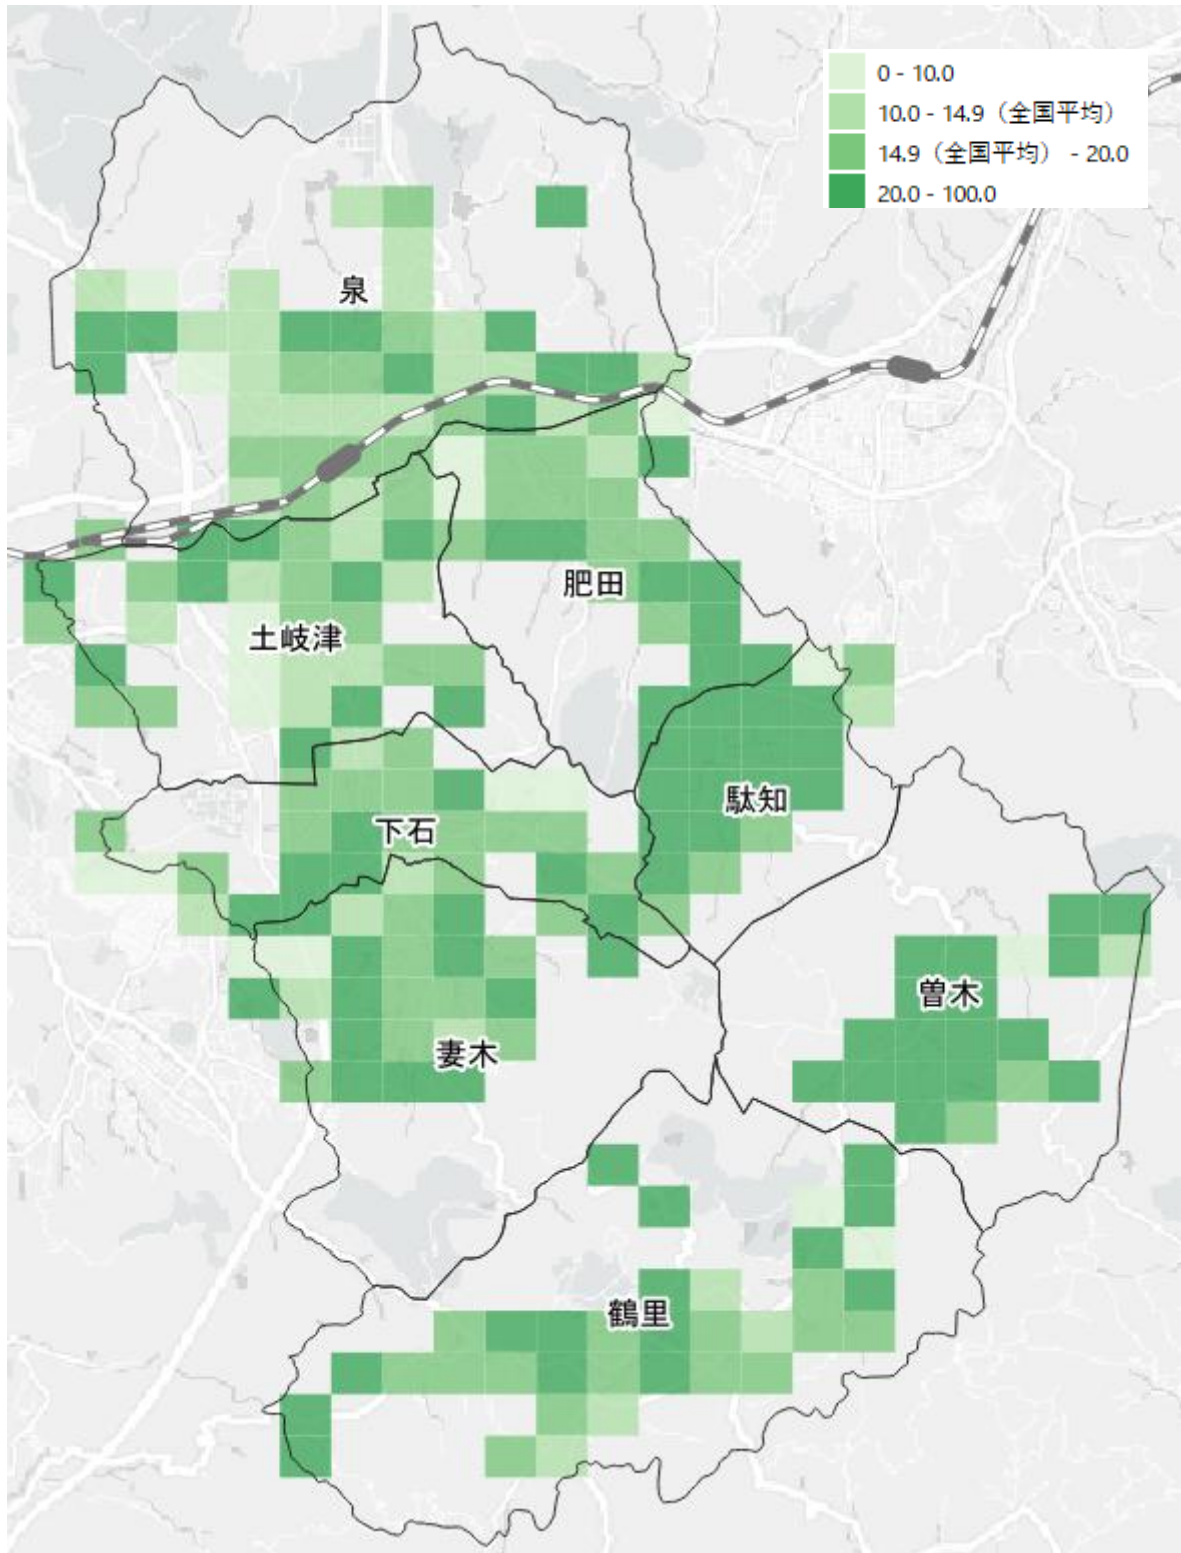 0 - 10.0
10.0 - 14.9（全国平均）
14.9（全国平均） - 20.0
20.0 - 100.0
泉
肥田
土岐津
駄知
下石
曽木
妻木
鶴里